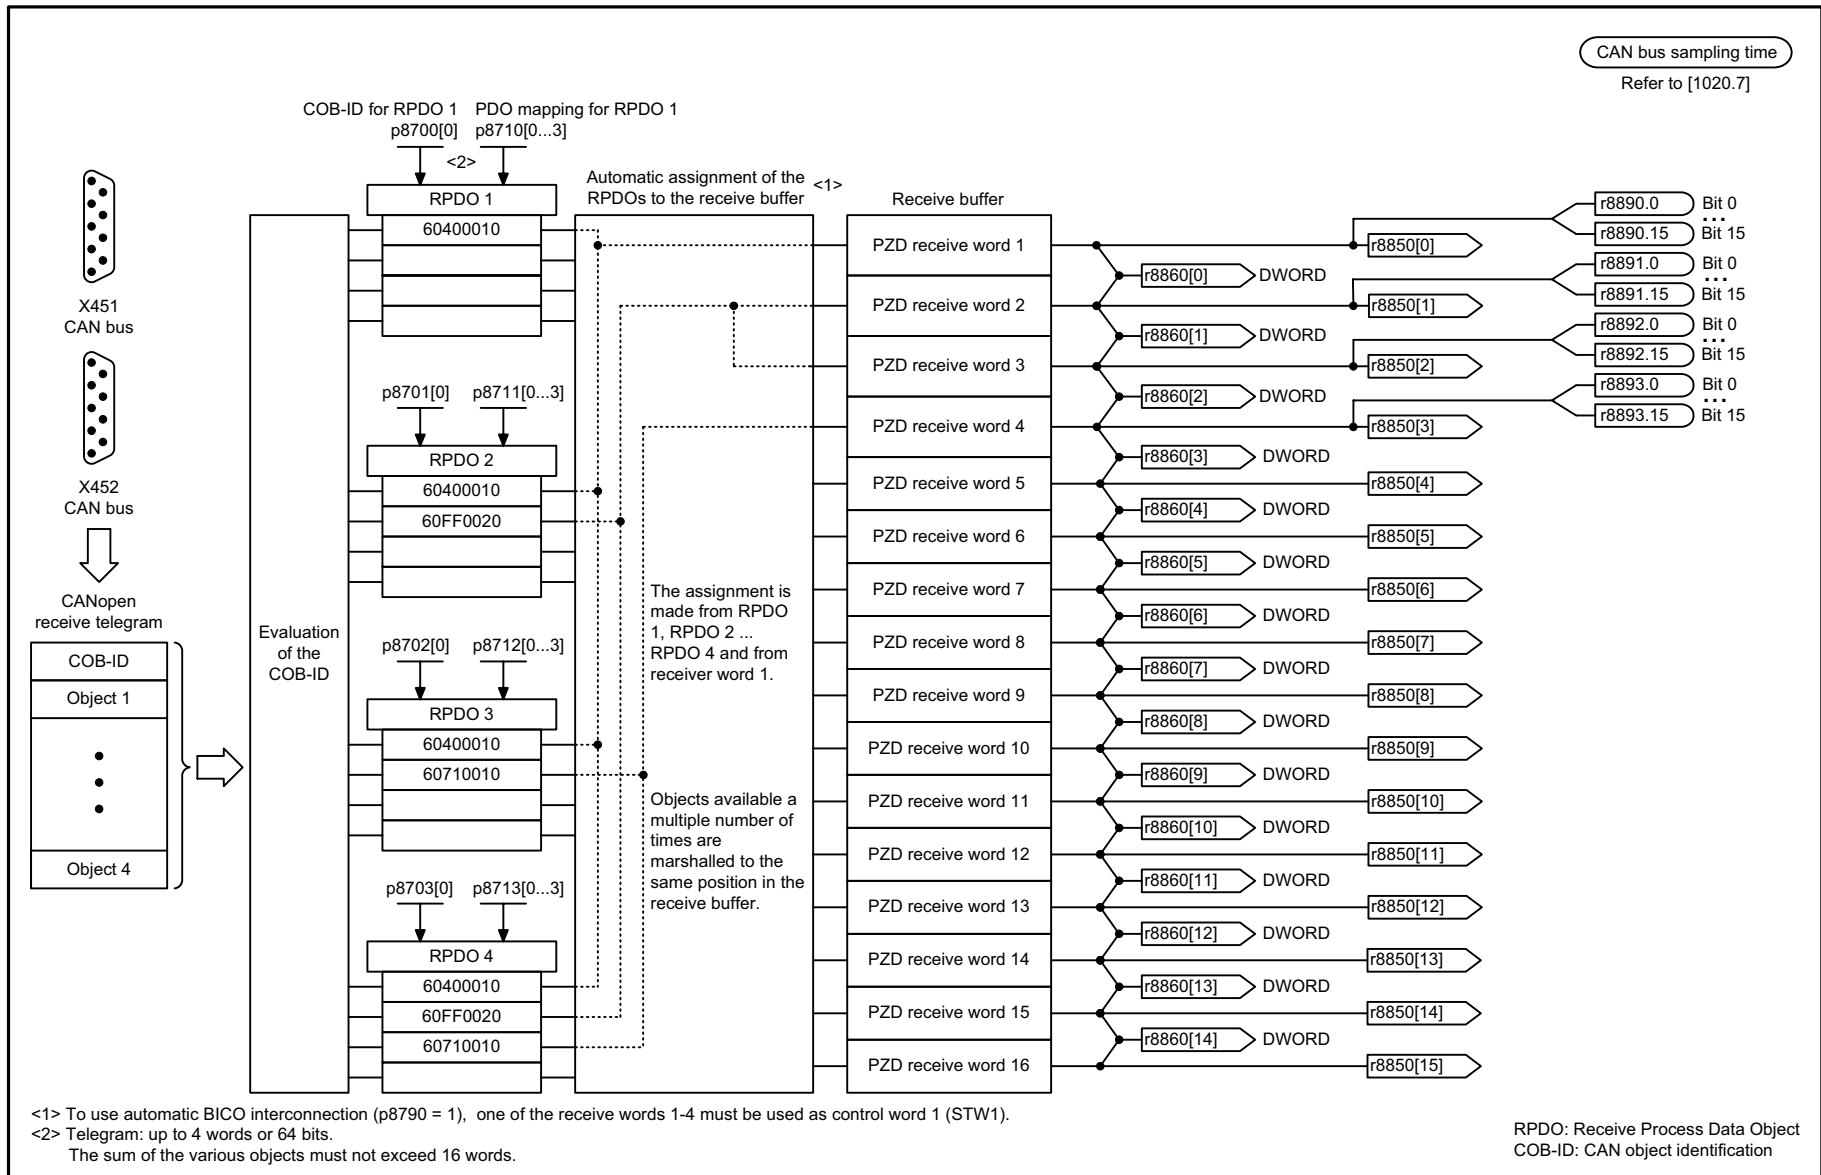 CAN bus sampling time
Refer to [1020.7]
COB-ID for RPDO 1
p8700[0]
PDO mapping for RPDO 1
p8710[0...3]
<2>
RPDO 1
60400010
p8701[0]
p8711[0...3]
RPDO 2
60400010
60FF0020
p8702[0]
p8712[0...3]
RPDO 3
60400010
60710010
p8703[0]
p8713[0...3]
RPDO 4
60400010
60FF0020
60710010
X451
CAN bus
X452
CAN bus
CANopen
receive telegram
COB-ID
Object 1
Object 4
Evaluation
of the
COB-ID
Automatic assignment of the
RPDOs to the receive buffer
<1>
The assignment is
made from RPDO
1, RPDO 2 ...
RPDO 4 and from
receiver word 1.
Objects available a
multiple number of
times are
marshalled to the
same position in the
receive buffer.
Receive buffer
PZD receive word 1
PZD receive word 2
PZD receive word 3
PZD receive word 4
PZD receive word 5
PZD receive word 6
PZD receive word 7
PZD receive word 8
PZD receive word 9
PZD receive word 10
PZD receive word 11
PZD receive word 12
PZD receive word 13
PZD receive word 14
PZD receive word 15
PZD receive word 16
r8860[0] DWORD
r8860[1] DWORD
r8860[2] DWORD
r8860[3] DWORD
r8860[4] DWORD
r8860[5] DWORD
r8860[6] DWORD
r8860[7] DWORD
r8860[8] DWORD
r8860[9] DWORD
r8860[10] DWORD
r8860[11] DWORD
r8860[12] DWORD
r8860[13] DWORD
r8860[14] DWORD
r8850[0]
r8850[1]
r8850[2]
r8850[3]
r8850[4]
r8850[5]
r8850[6]
r8850[7]
r8850[8]
r8850[9]
r8850[10]
r8850[11]
r8850[12]
r8850[13]
r8850[14]
r8850[15]
r8890.0 Bit 0
...
r8890.15 Bit 15
r8891.0 Bit 0
...
r8891.15 Bit 15
r8892.0 Bit 0
...
r8892.15 Bit 15
r8893.0 Bit 0
...
r8893.15 Bit 15
<1> To use automatic BICO interconnection (p8790 = 1), one of the receive words 1-4 must be used as control word 1 (STW1).
<2> Telegram: up to 4 words or 64 bits.
The sum of the various objects must not exceed 16 words.
RPDO: Receive Process Data Object
COB-ID: CAN object identification